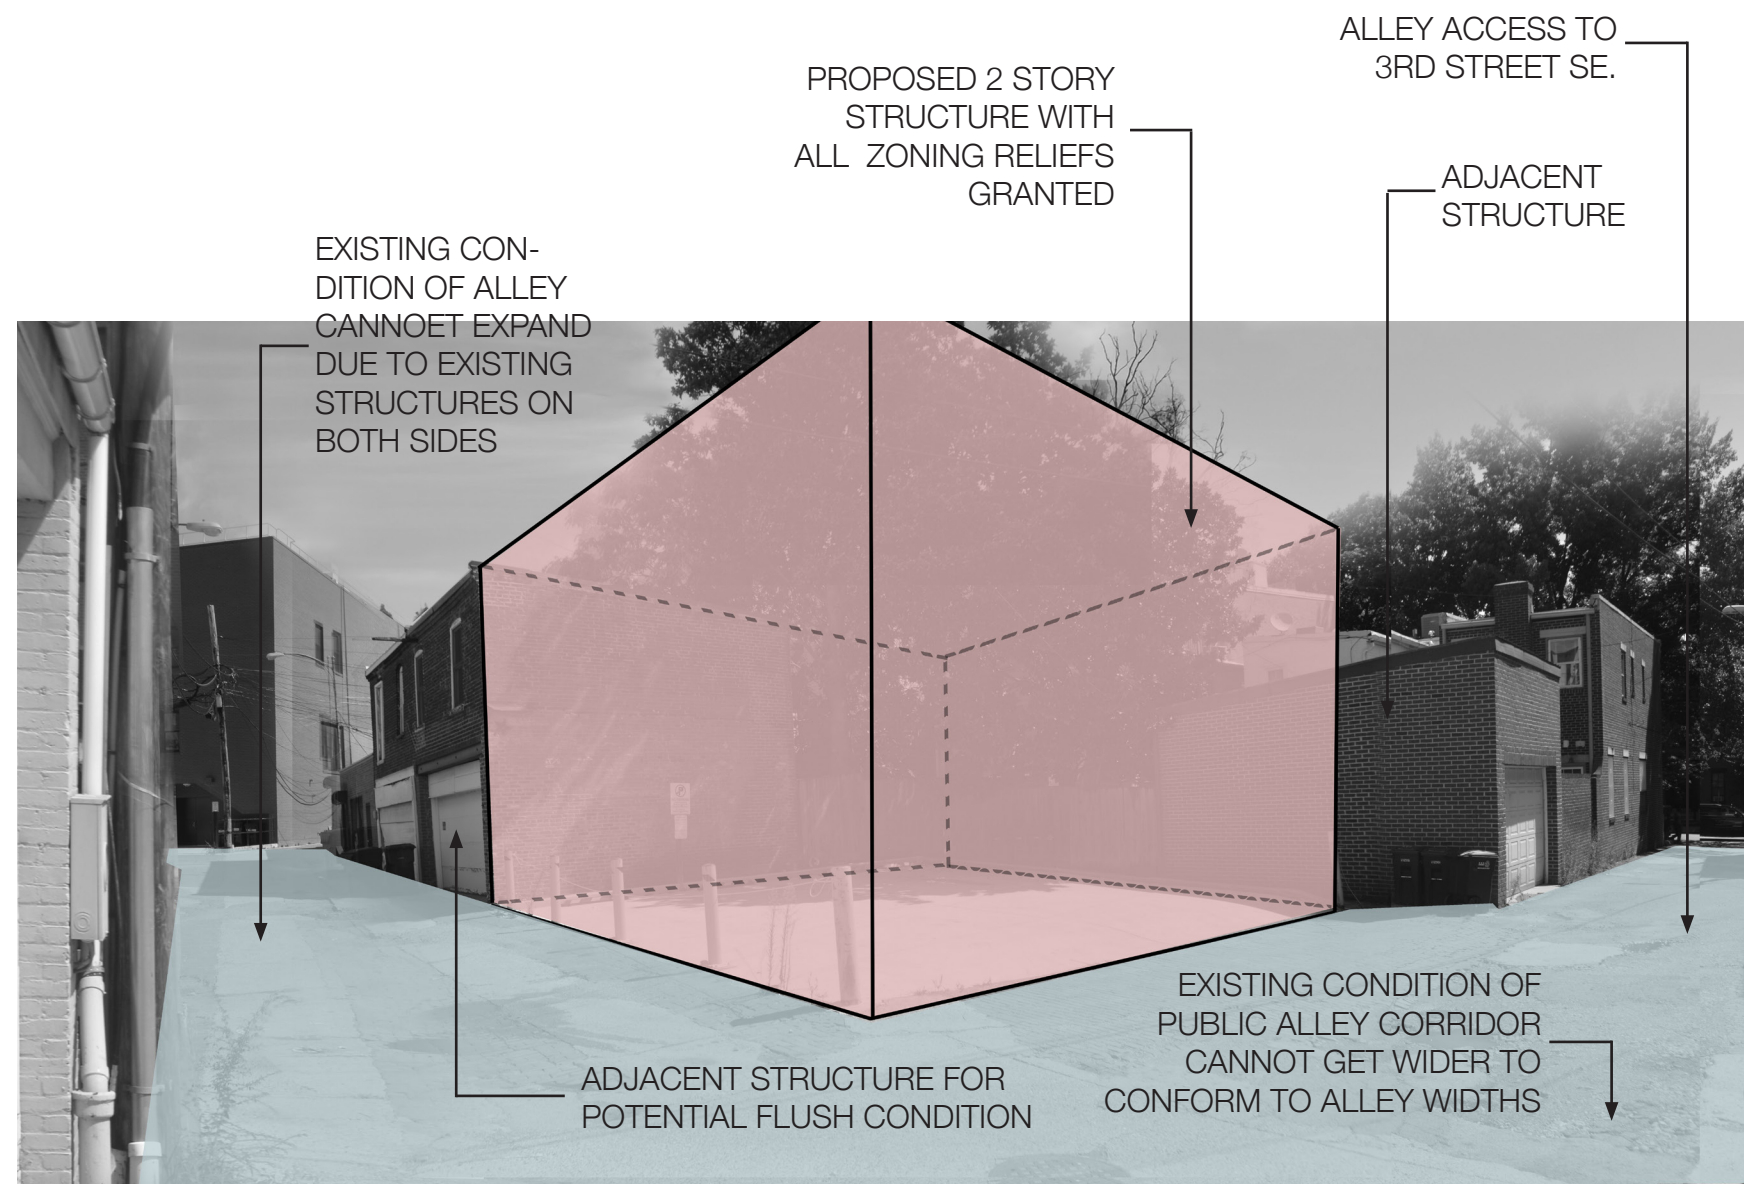 ALLEY ACCESS TO
3RD STREET SE.
PROPOSED 2 STORY
STRUCTURE WITH
ALL ZONING RELIEFS
GRANTED
ADJACENT
STRUCTURE
EXISTING CON-
DITION OF ALLEY
CANNOET EXPAND
DUE TO EXISTING
STRUCTURES ON
BOTH SIDES
EXISTING CONDITION OF
PUBLIC ALLEY CORRIDOR
CANNOT GET WIDER TO
CONFORM TO ALLEY WIDTHS
ADJACENT STRUCTURE FOR
POTENTIAL FLUSH CONDITION